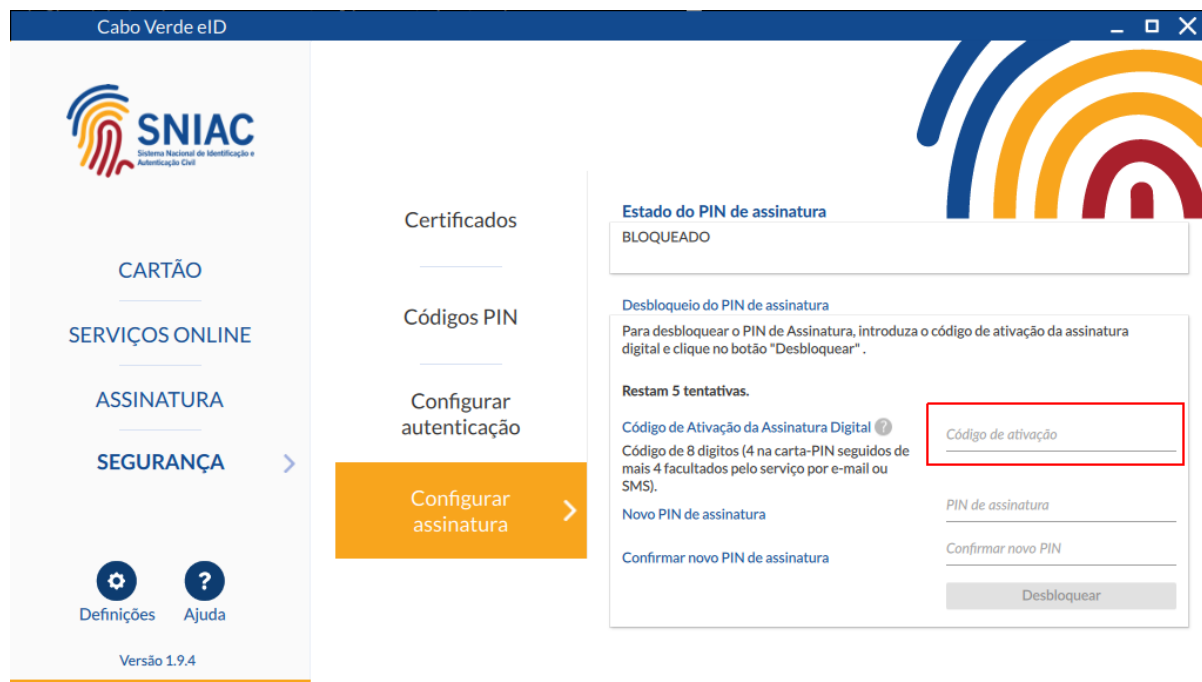 Cabo Verde eID
SNIAC
Sistema Nacional de Identificação e
Autenticação Civil
CARTÃO
SERVIÇOS ONLINE
ASSINATURA
SEGURANÇA
Definições
Ajuda
Versão 1.9.4
Certificados
Códigos PIN
Configurar
autenticação
Configurar
assinatura
Estado do PIN de assinatura
BLOQUEADO
Desbloqueio do PIN de assinatura
Para desbloquear o PIN de Assinatura, introduza o código de ativação da assinatura
digital e clique no botão "Desbloquear" .
Restam 5 tentativas.
Código de Ativação da Assinatura Digital ?
Código de 8 digitos (4 na carta-PIN seguidos de
mais 4 facultados pelo serviço por e-mail ou
SMS).
Código de ativação
Novo PIN de assinatura
PIN de assinatura
Confirmar novo PIN de assinatura
Confirmar novo PIN
Desbloquear